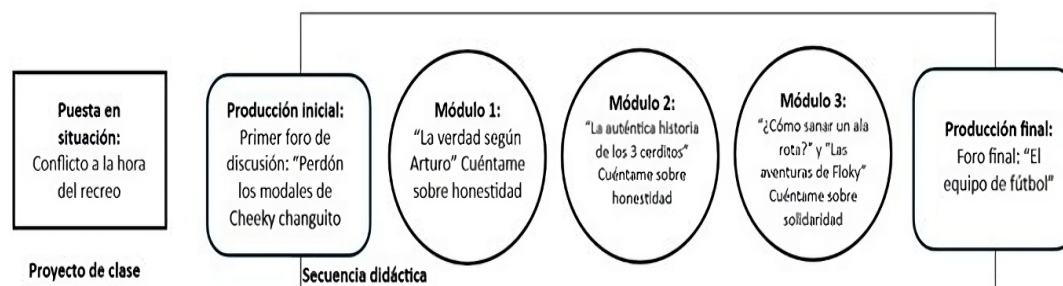 Puesta en
situación:
Conflicto a la hora
del recreo
Proyecto de clase
Producción inicial:
Primer foro de
discusión: "Perdón
los modales de
Cheeky changuito
Módulo 1:
"La verdad según
Arturo" Cuéntame
sobre honestidad
Módulo 2:
"La auténtica historia
de los 3 cerditos"
Cuéntame sobre
honestidad
Módulo 3:
"¿Cómo sanar un ala
rota?" y "Las
aventuras de Floky"
Cuéntame sobre
solidaridad
Producción final:
Foro final: "El
equipo de fútbol"
Secuencia didáctica